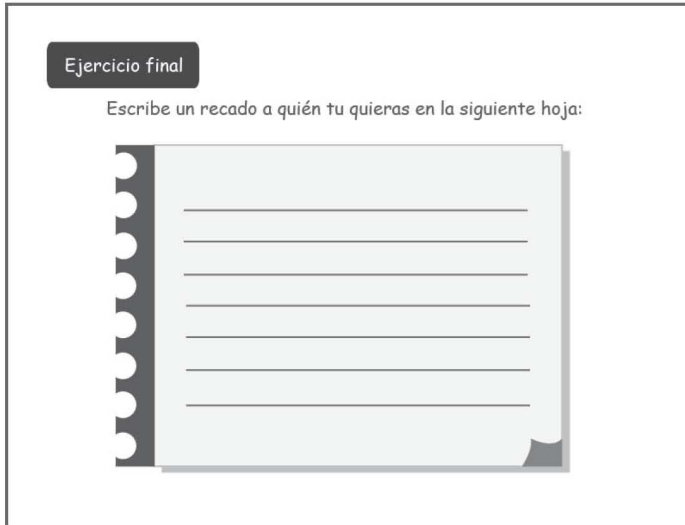 Ejercicio final
Escribe un recado a quién tu quieras en la siguiente hoja: